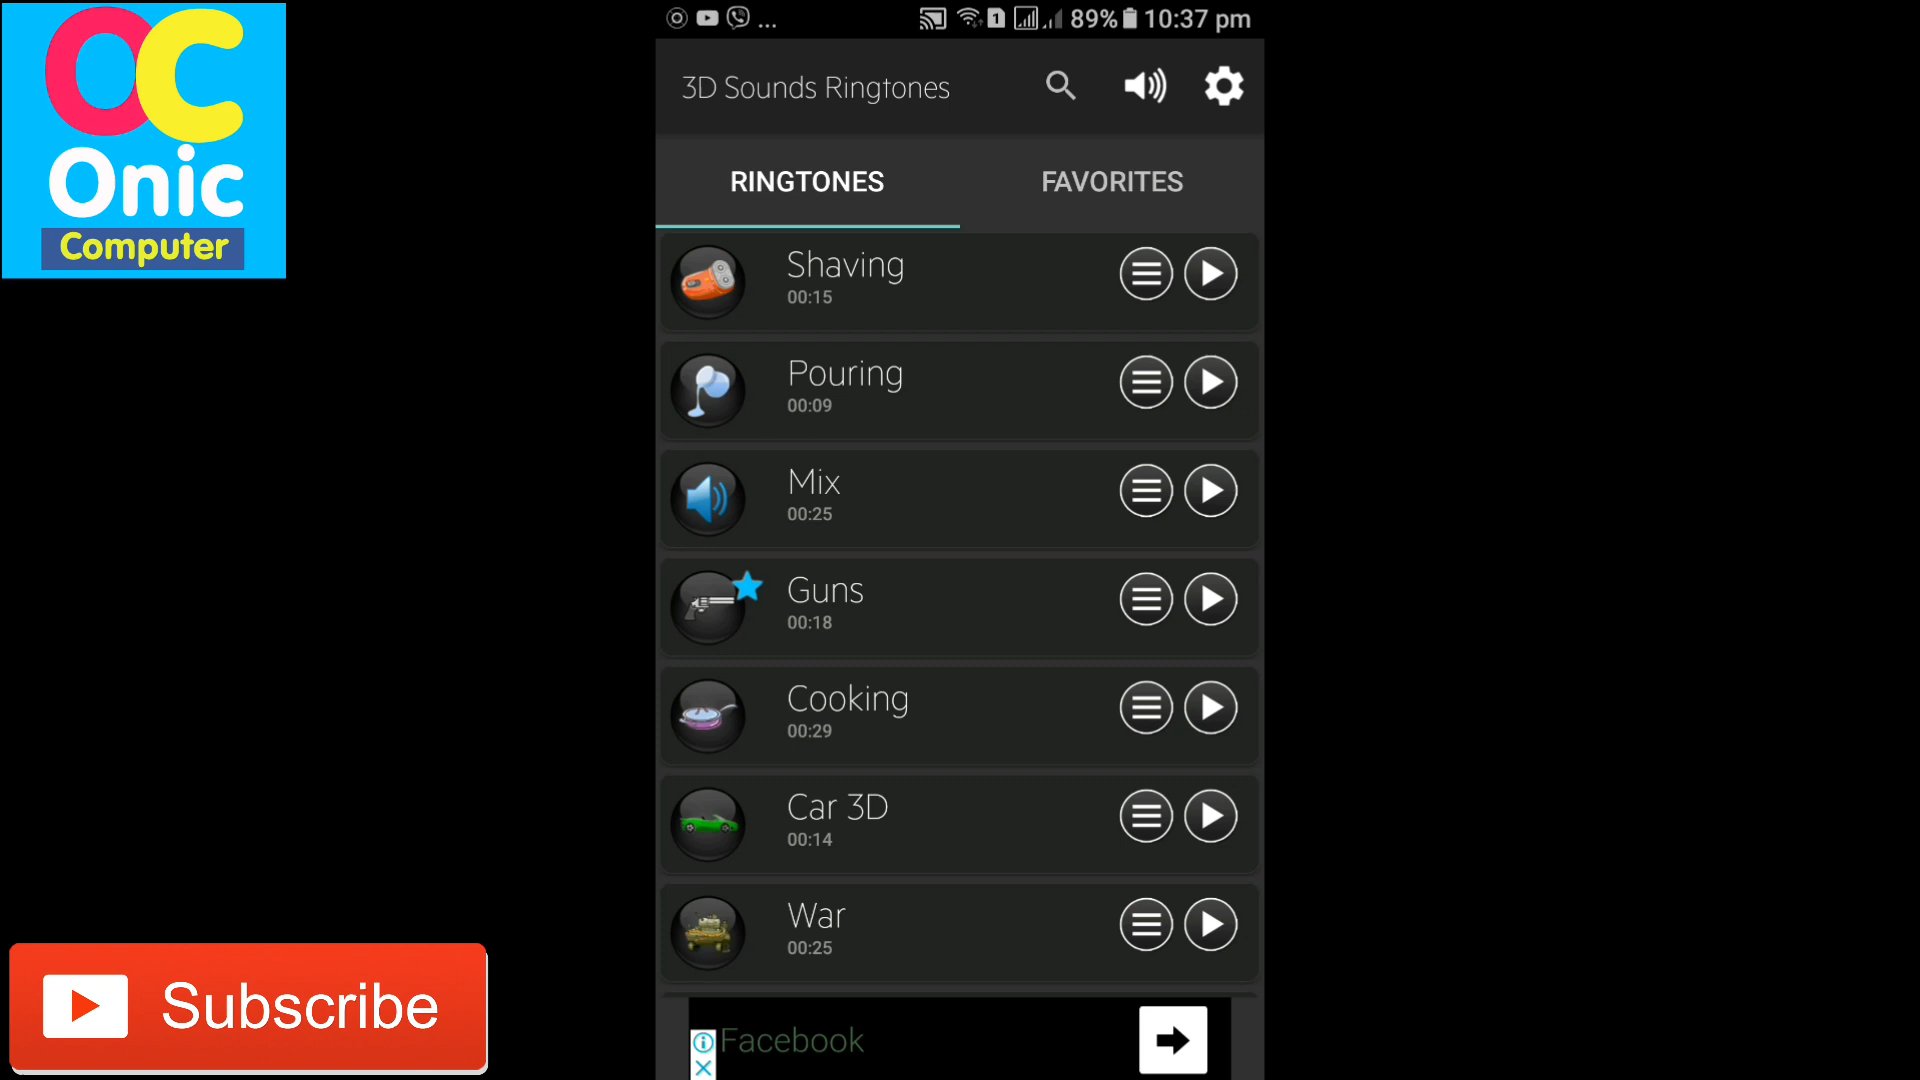 OC
Onic
Computer
... 1 89% 10:37 pm
3D Sounds Ringtones
RINGTONES FAVORITES
Shaving
00:15
Pouring
00:09
Mix
00:25
Guns
00:18
Cooking
00:29
Car 3D
00:14
War
00:25
Facebook
Subscribe